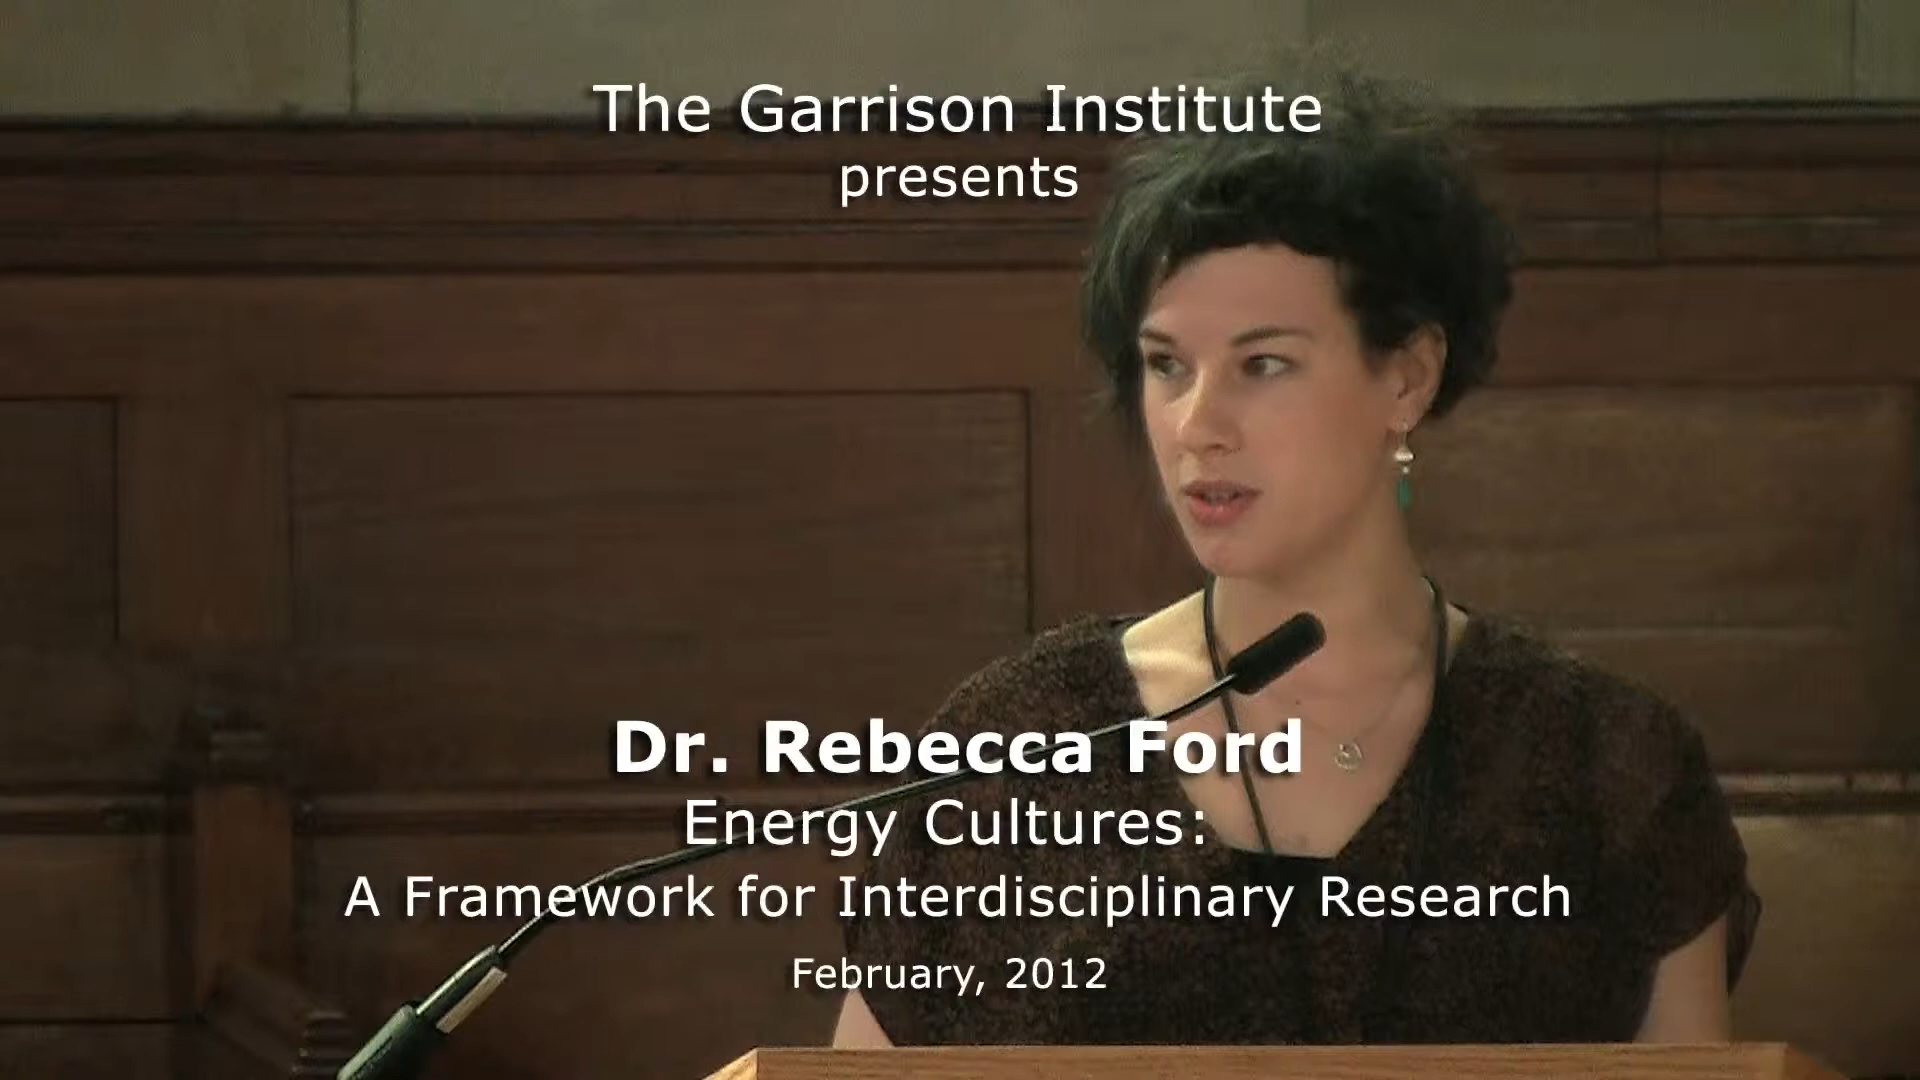 The Garrison Institute
presents
Dr. Rebecca Ford
Energy Cultures:
A Framework for Interdisciplinary Research
February, 2012